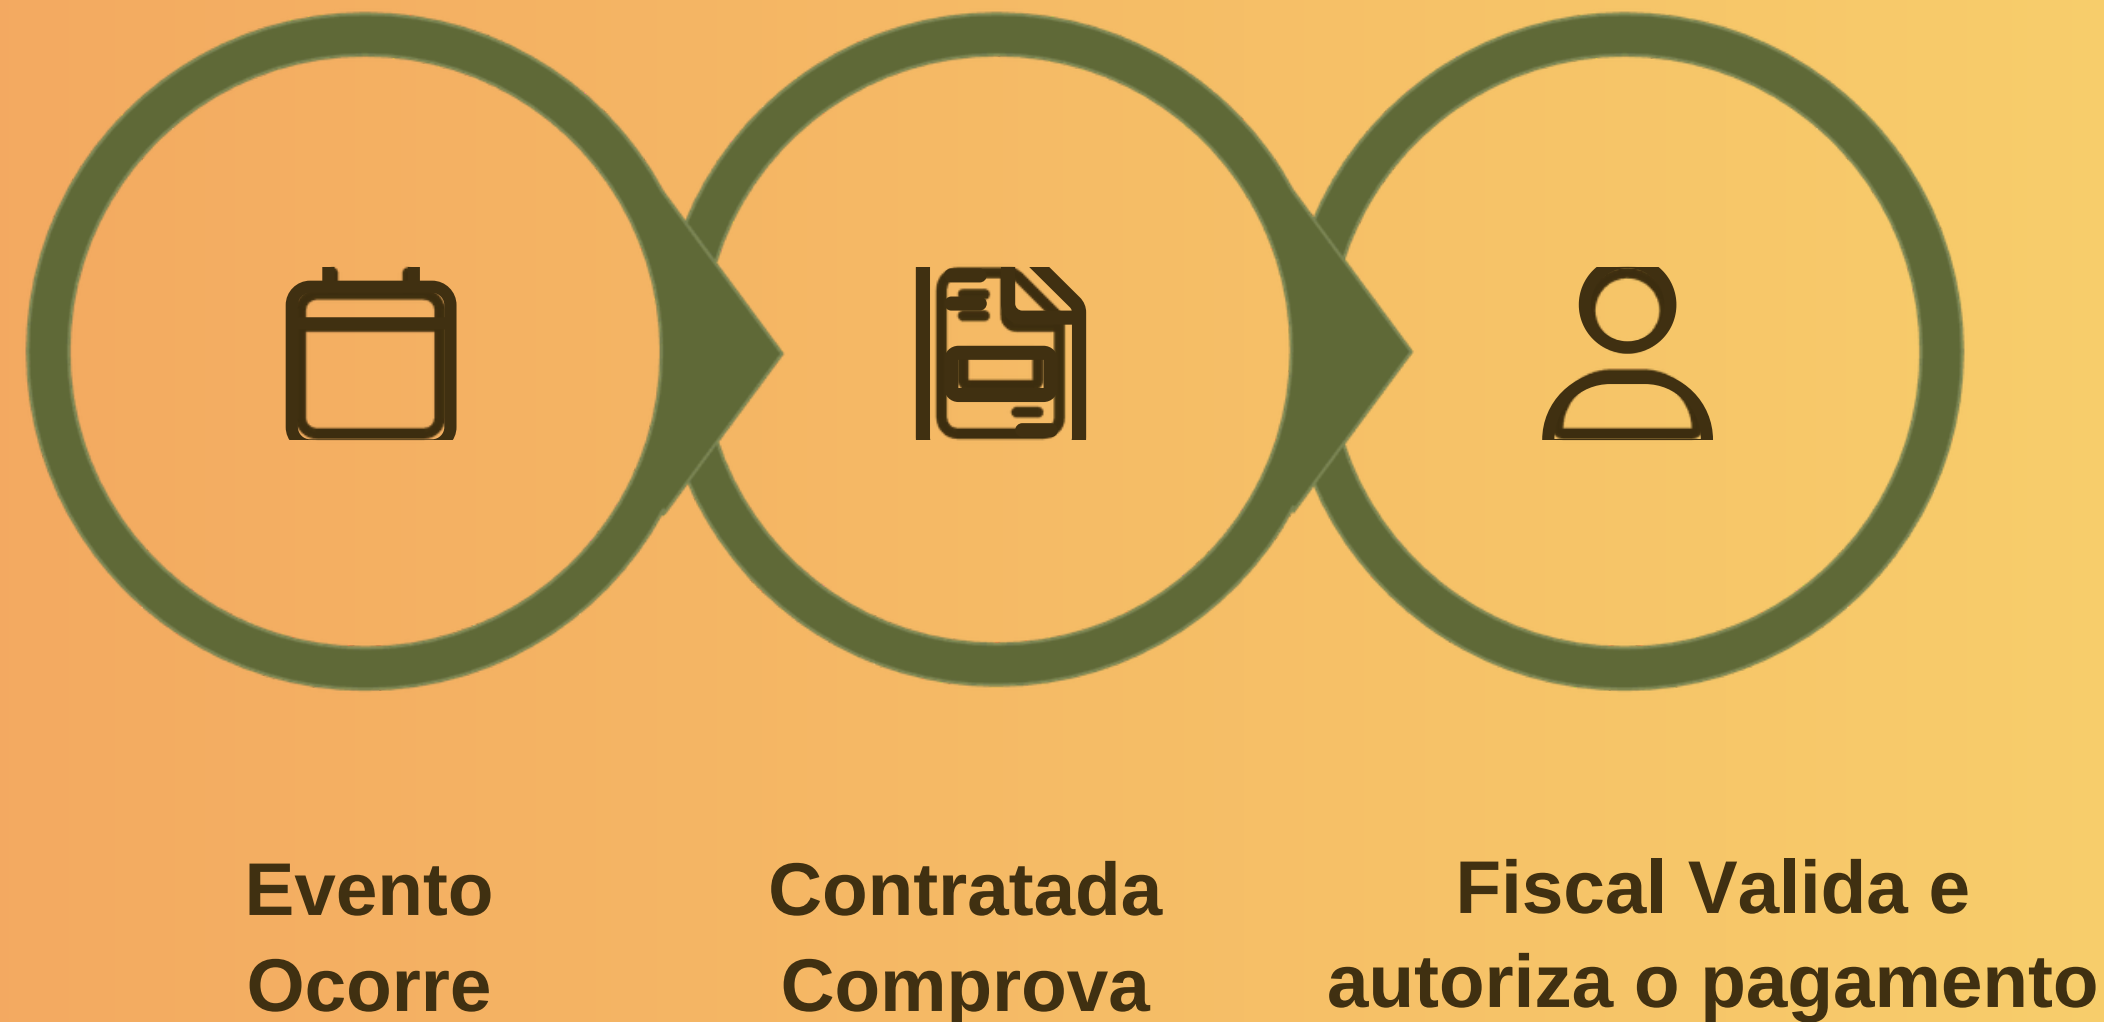 Evento
Ocorre
Contratada
Comprova
Fiscal Valida e
autoriza o pagamento